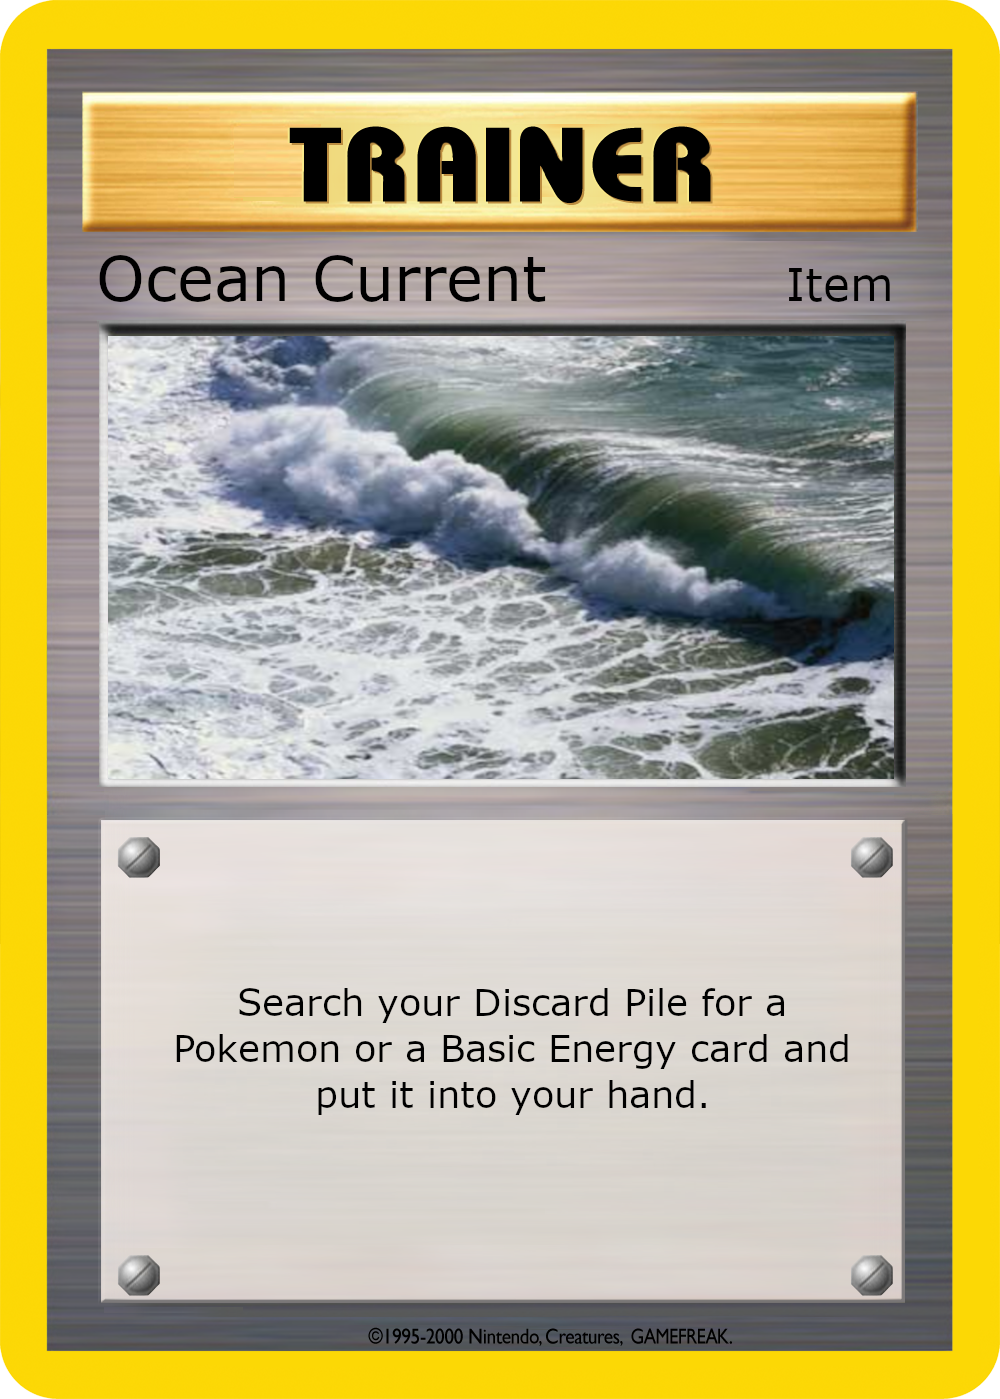 TRAINER
Ocean Current Item
Search your Discard Pile for a
Pokemon or a Basic Energy card and
put it into your hand.
©1995-2000 Nintendo, Creatures, GAMEFREAK.